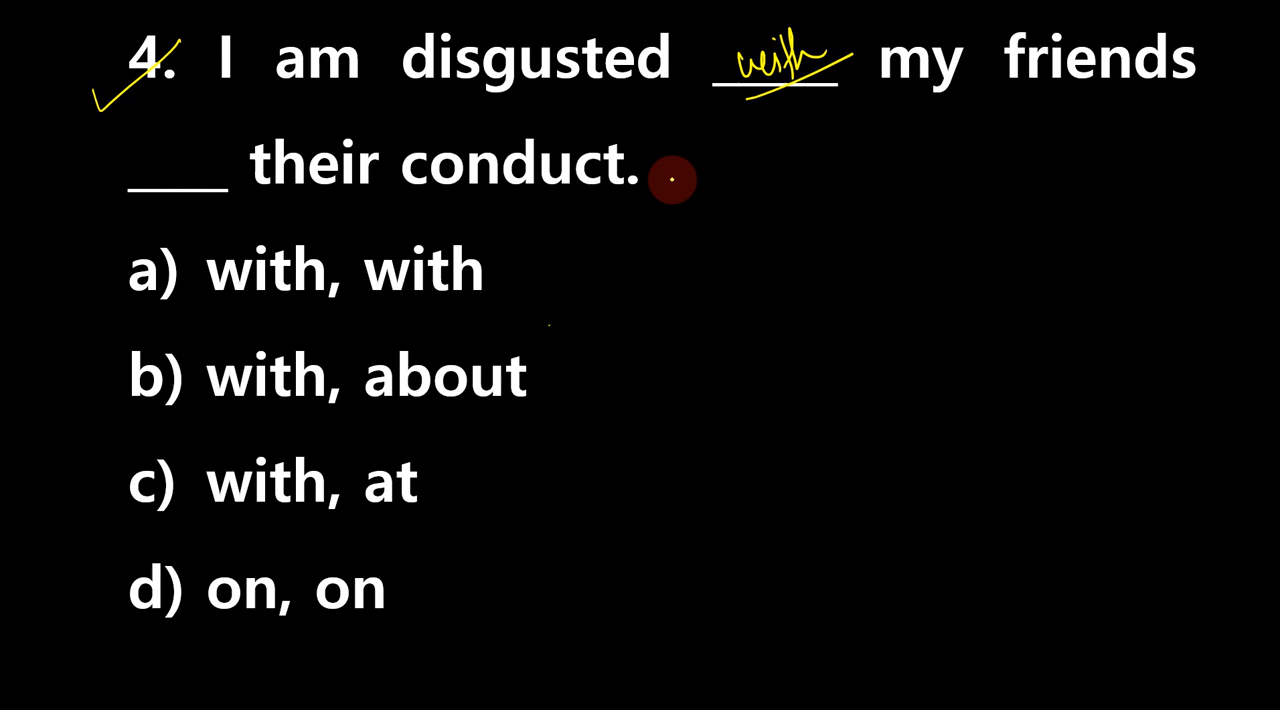 4. I am disgusted with my friends
____ their conduct.
a) with, with
b) with, about
c) with, at
d) on, on